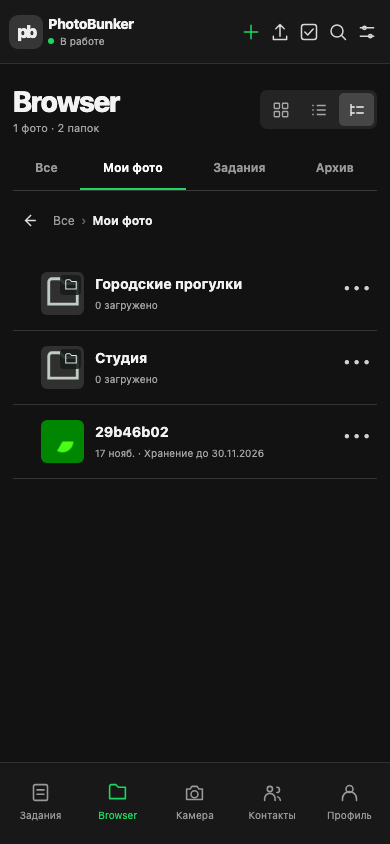 pb
PhotoBunker
В работе
Browser
1 фото · 2 папок
Все
Мои фото
Задания
Архив
Все › Мои фото
Городские прогулки
0 загружено
Студия
0 загружено
29b46b02
17 нояб. · Хранение до 30.11.2026
Задания
Browser
Камера
Контакты
Профиль